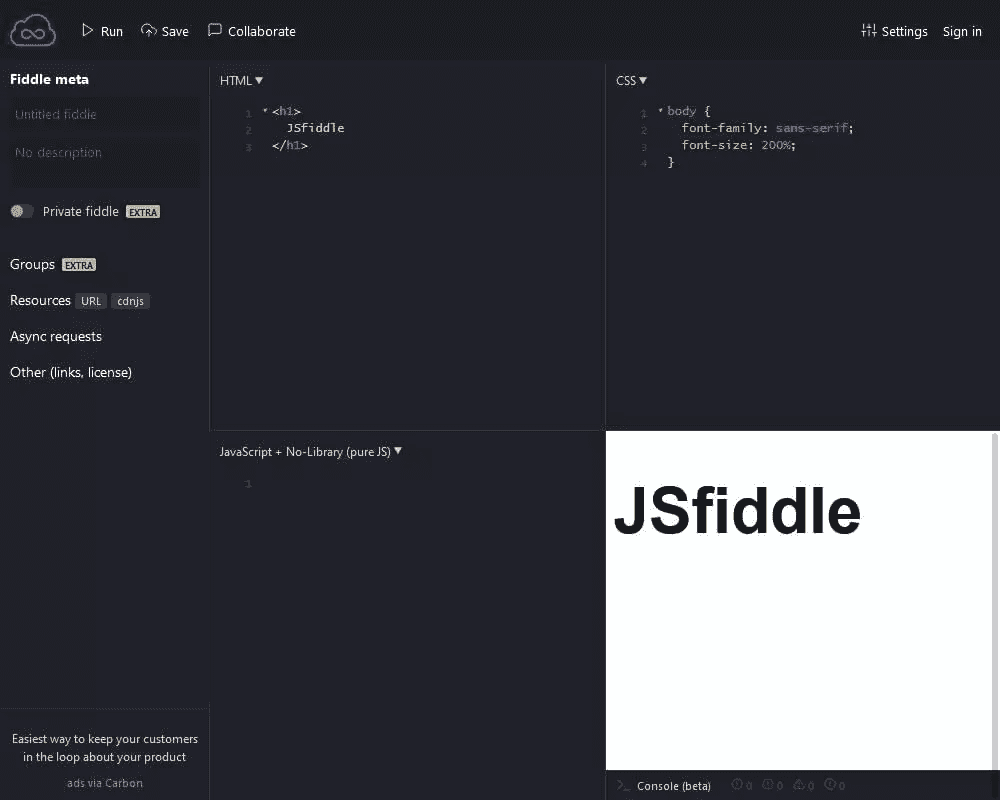 Run Save Collaborate Settings Sign in
Fiddle meta
Untitled fiddle
No description
Private fiddle EXTRA
Groups EXTRA
Resources URL cdnjs
Async requests
Other (links, license)
Easiest way to keep your customers
in the loop about your product
ads via Carbon
HTML ▼
1 <h1>
2 JSfiddle
3 </h1>
CSS ▼
1 body {
2 font-family: sans-serif;
3 font-size: 200%;
4 }
JavaScript + No-Library (pure JS) ▼
1
JSfiddle
>_ Console (beta) 0 0 0 0